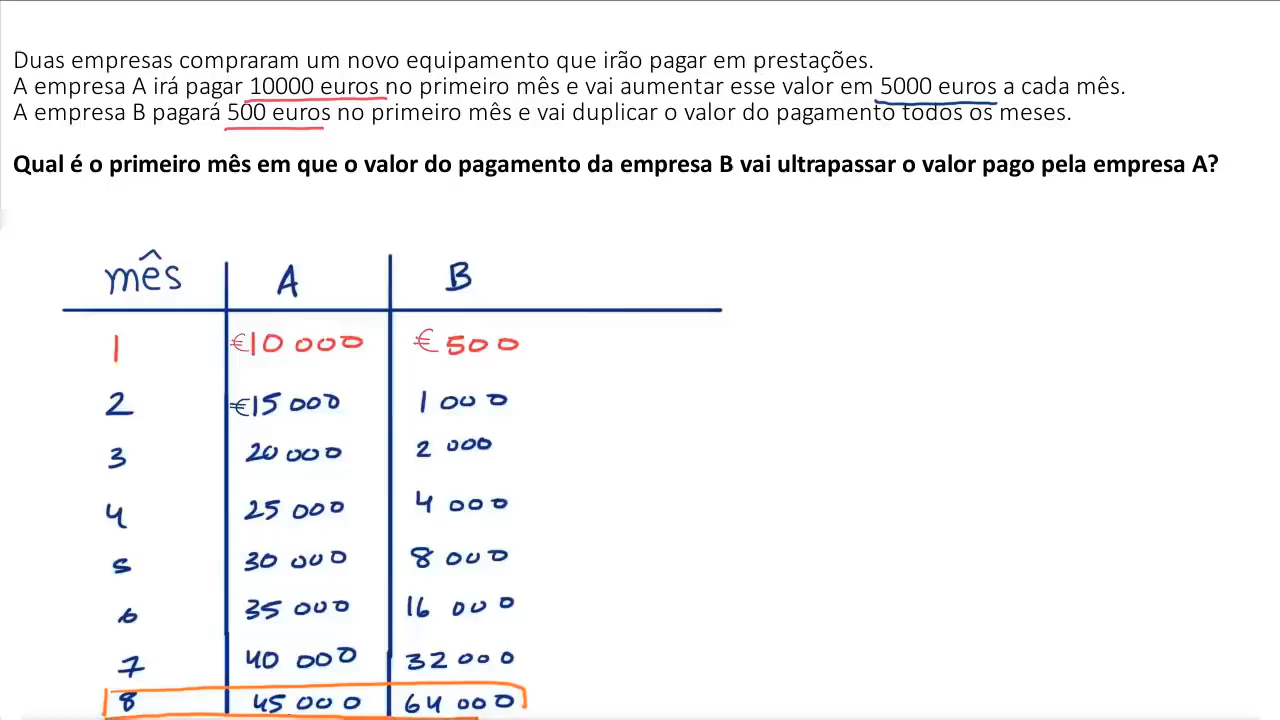 Duas empresas compraram um novo equipamento que irão pagar em prestações.
A empresa A irá pagar 10000 euros no primeiro mês e vai aumentar esse valor em 5000 euros a cada mês.
A empresa B pagará 500 euros no primeiro mês e vai duplicar o valor do pagamento todos os meses.
Qual é o primeiro mês em que o valor do pagamento da empresa B vai ultrapassar o valor pago pela empresa A?
mês A B
1 €10 000 € 500
2 €15 000 1 000
3 20 000 2 000
4 25 000 4 000
5 30 000 8 000
6 35 000 16 000
7 40 000 32 000
8 45 000 64 000